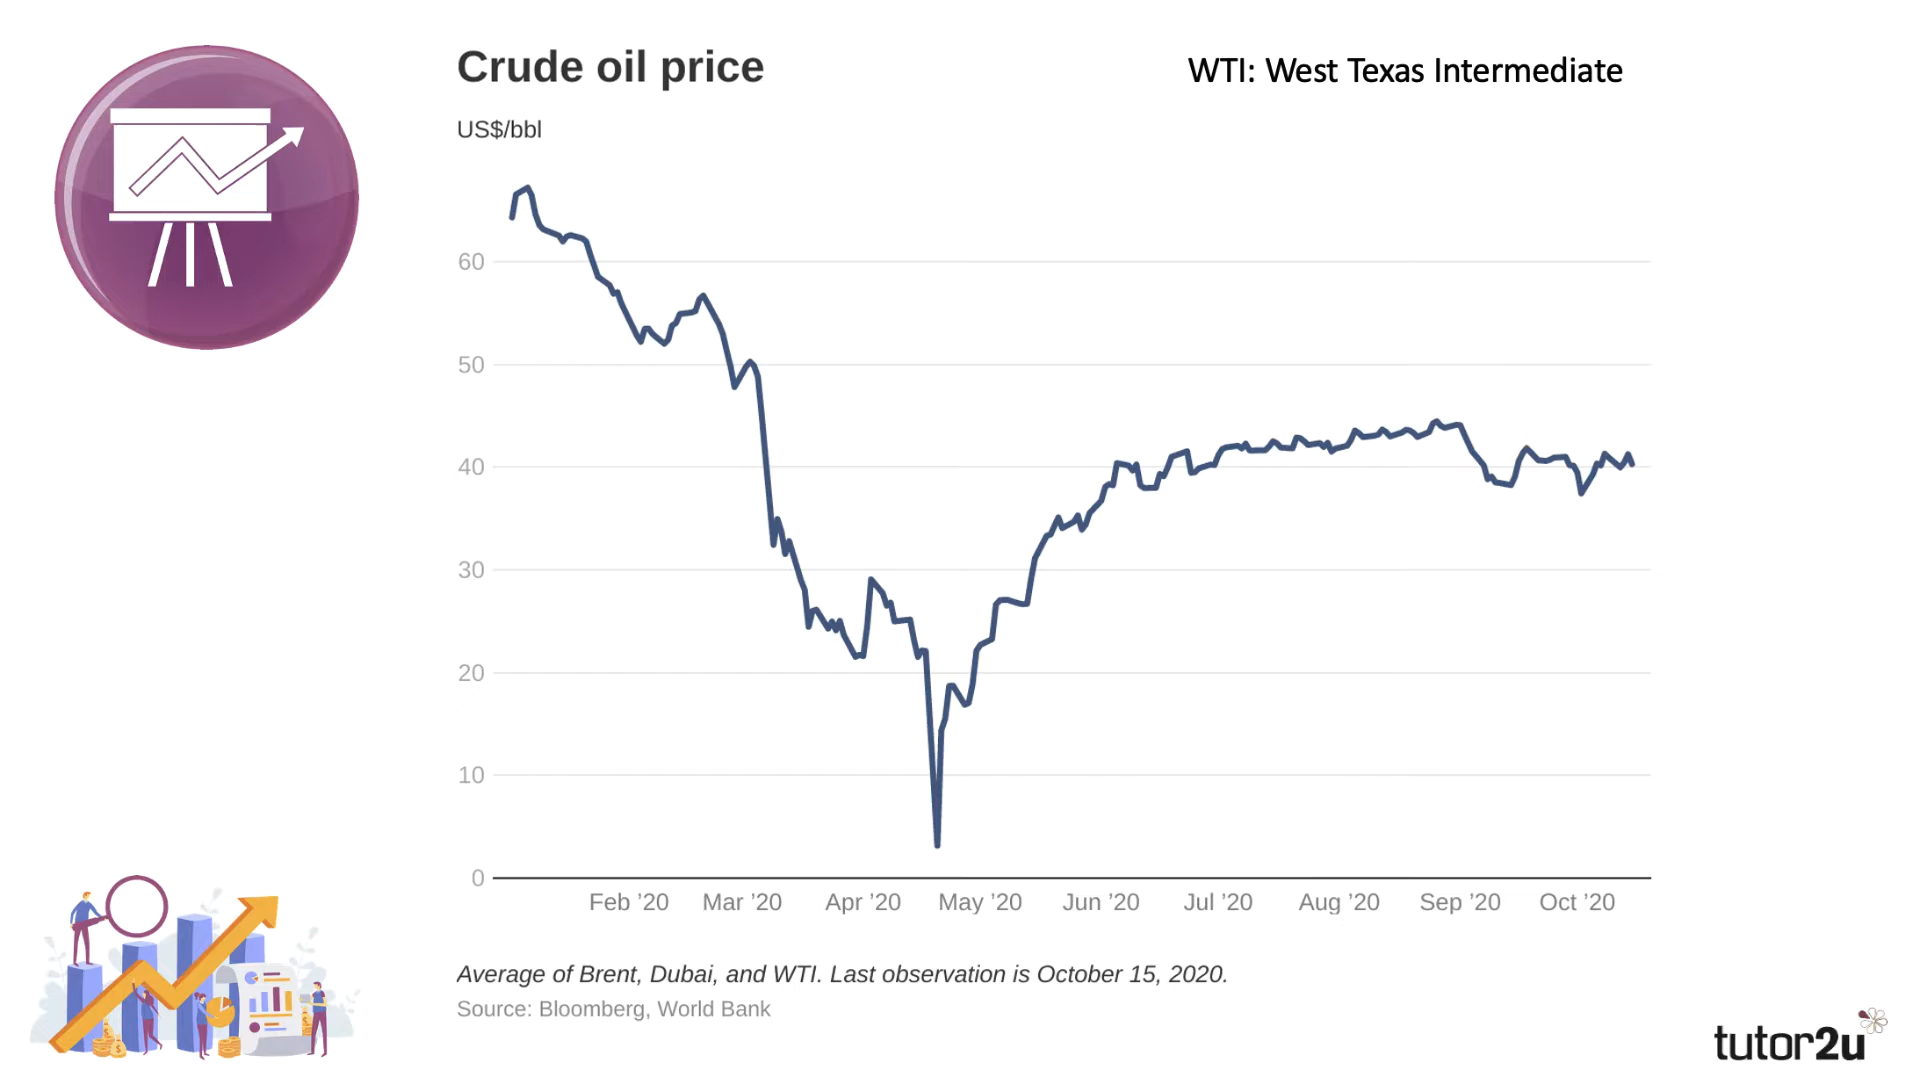 Crude oil price
WTI: West Texas Intermediate
US$/bbl
60
50
40
30
20
10
0
Feb ’20 Mar ’20 Apr ’20 May ’20 Jun ’20 Jul ’20 Aug ’20 Sep ’20 Oct ’20
Average of Brent, Dubai, and WTI. Last observation is October 15, 2020.
Source: Bloomberg, World Bank
tutor2u